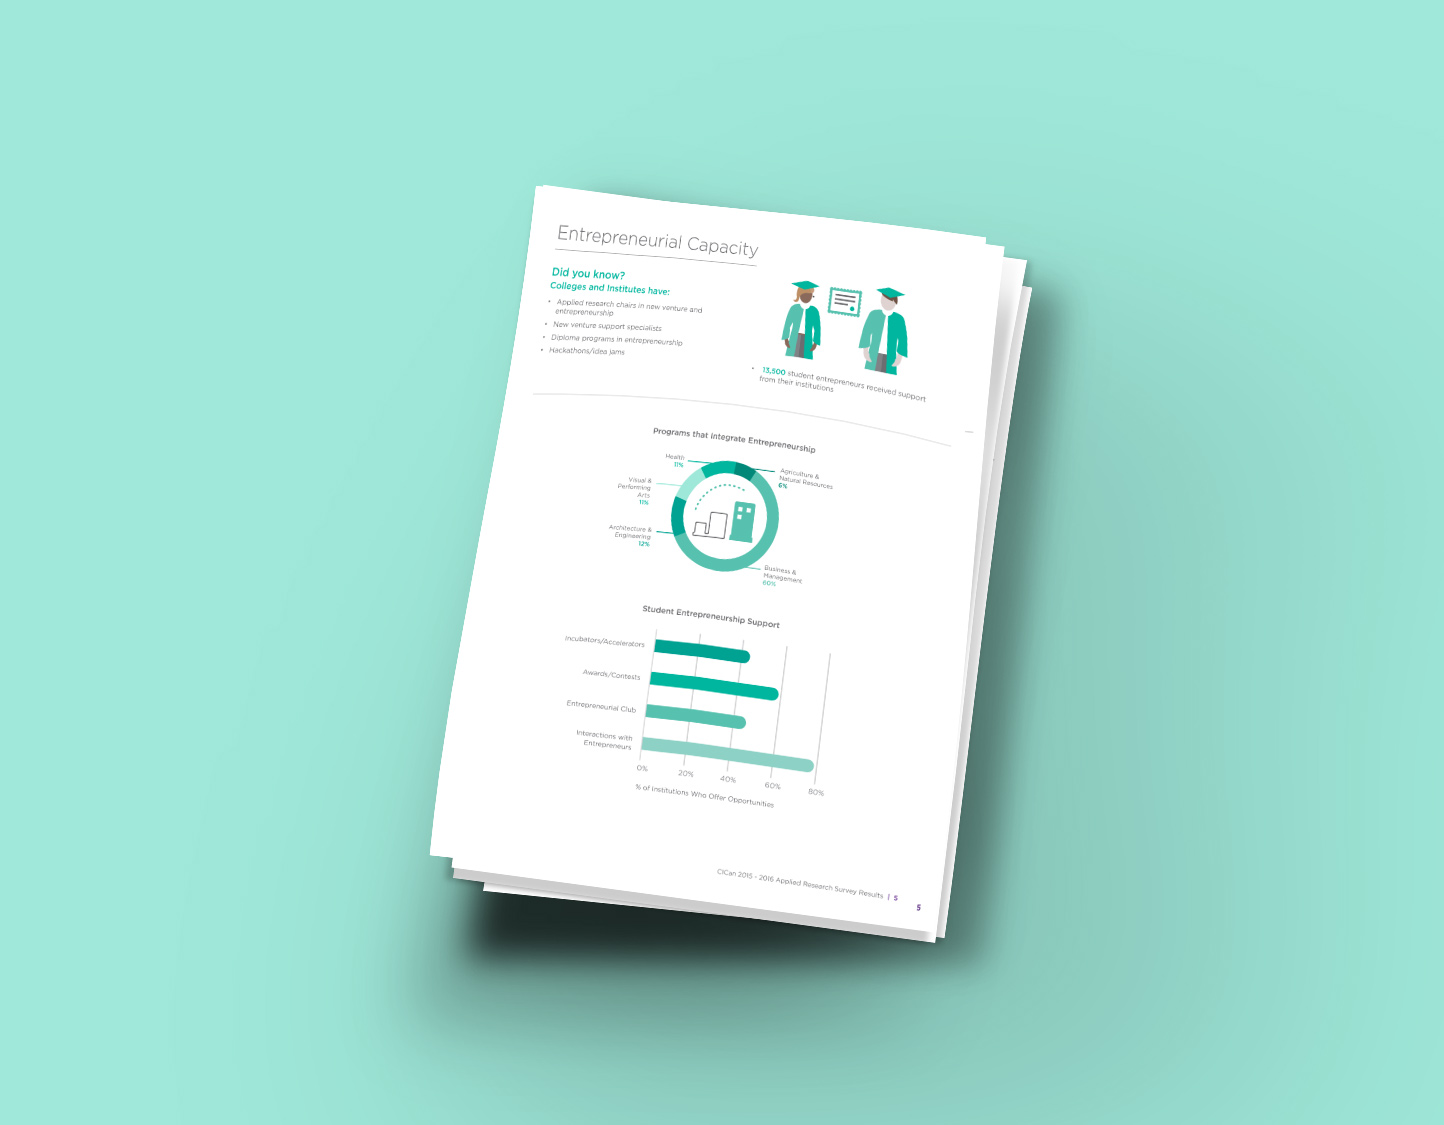 Entrepreneurial Capacity
Did you know?
Colleges and Institutes have:
• Applied research chairs in new venture and
entrepreneurship
• New venture support specialists
• Diploma programs in entrepreneurship
• Hackathons/idea jams
• 13,500 student entrepreneurs received support
from their institutions
Programs that Integrate Entrepreneurship
Health
11%
Agriculture &
Natural Resources
6%
Visual &
Performing
Arts
11%
Architecture &
Engineering
12%
Business &
Management
60%
Student Entrepreneurship Support
Incubators/Accelerators
Awards/Contests
Entrepreneurial Club
Interactions with
Entrepreneurs
0% 20% 40% 60% 80%
% of Institutions Who Offer Opportunities
CICan 2015 - 2016 Applied Research Survey Results | 5 5